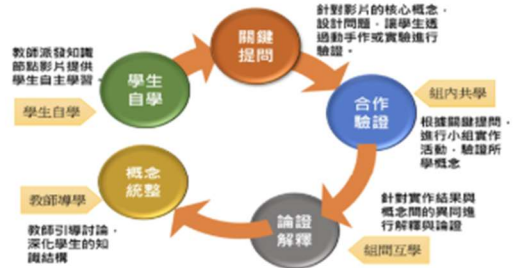 針對影片的核心概念，
設計問題，讓學生透
過動手作或實驗進行
驗證。
關鍵
提問
教師派發知識
節點影片提供
學生自主學習。
學生自學
學生
自學
合作
驗證
組內共學
根據關鍵提問，
進行小組實作
活動，驗證所
學概念
概念
統整
教師導學
教師引導討論，
深化學生的知
識結構
論證
解釋
針對實作結果與
概念間的異同進
行解釋與論證
組間互學